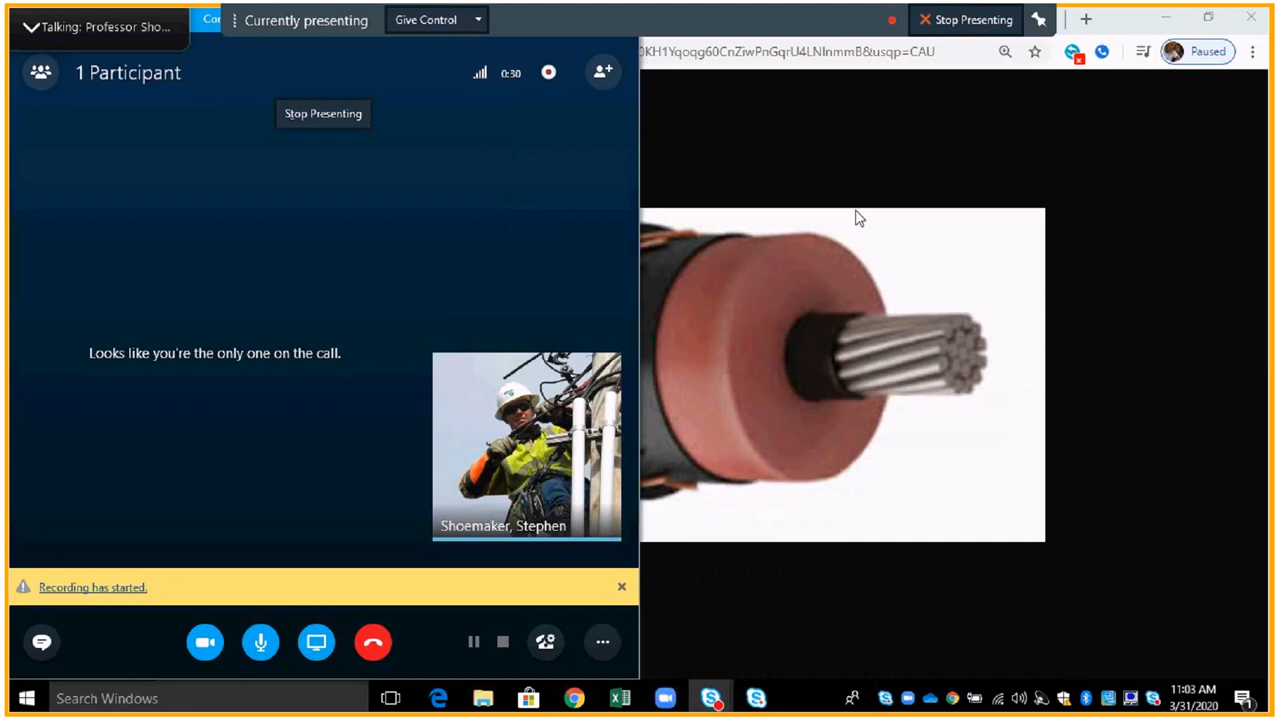 Talking: Professor Sho...
Currently presenting
Give Control
Stop Presenting
0KH1Yqoqg60CnZiwPnGqrU4LNInmmB&usqp=CAU
Paused
1 Participant
0:30
Stop Presenting
Looks like you're the only one on the call.
Shoemaker, Stephen
Recording has started.
Search Windows
11:03 AM
3/31/2020